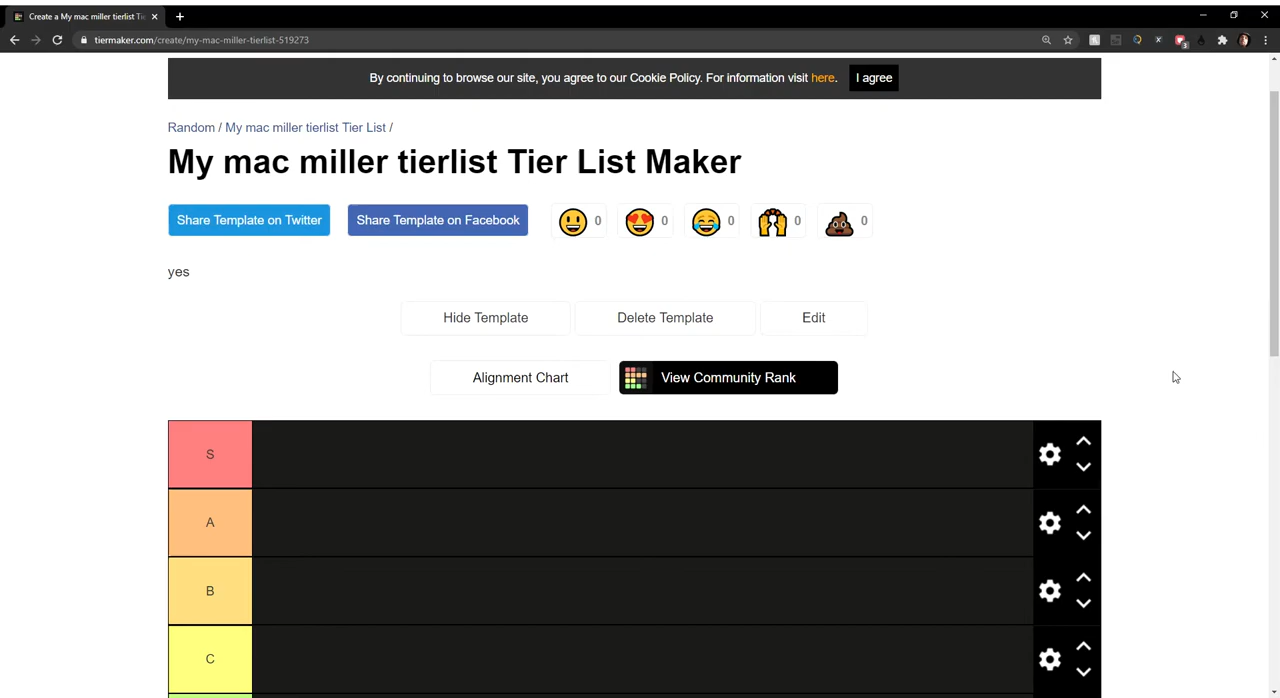 Create a My mac miller tierlist Tie
tiermaker.com/create/my-mac-miller-tierlist-519273
3
By continuing to browse our site, you agree to our Cookie Policy. For information visit here. I agree
Random / My mac miller tierlist Tier List /
My mac miller tierlist Tier List Maker
Share Template on Twitter Share Template on Facebook 0 0 0 0 0
yes
Hide Template Delete Template Edit
Alignment Chart View Community Rank
S
A
B
C